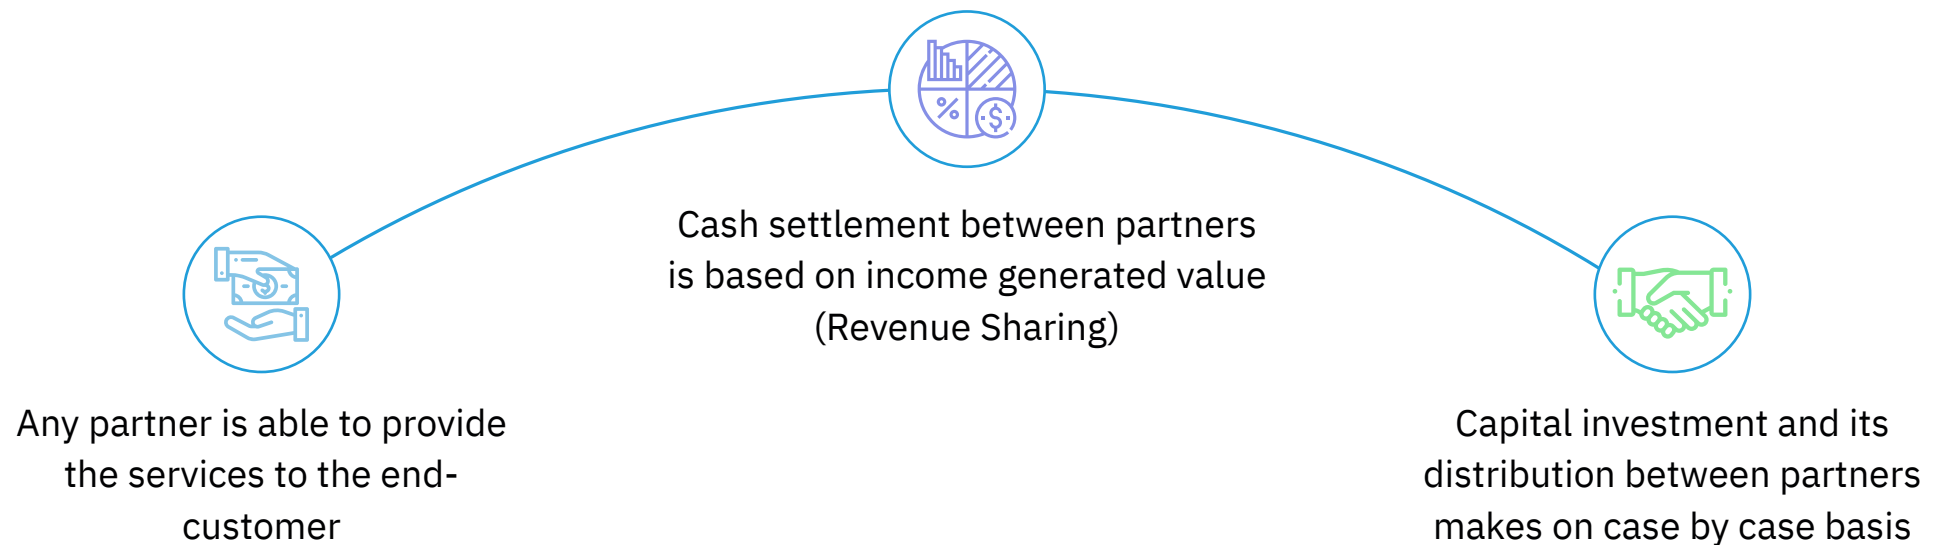 Cash settlement between partners
is based on income generated value
(Revenue Sharing)
Any partner is able to provide
the services to the end-
customer
Capital investment and its
distribution between partners
makes on case by case basis